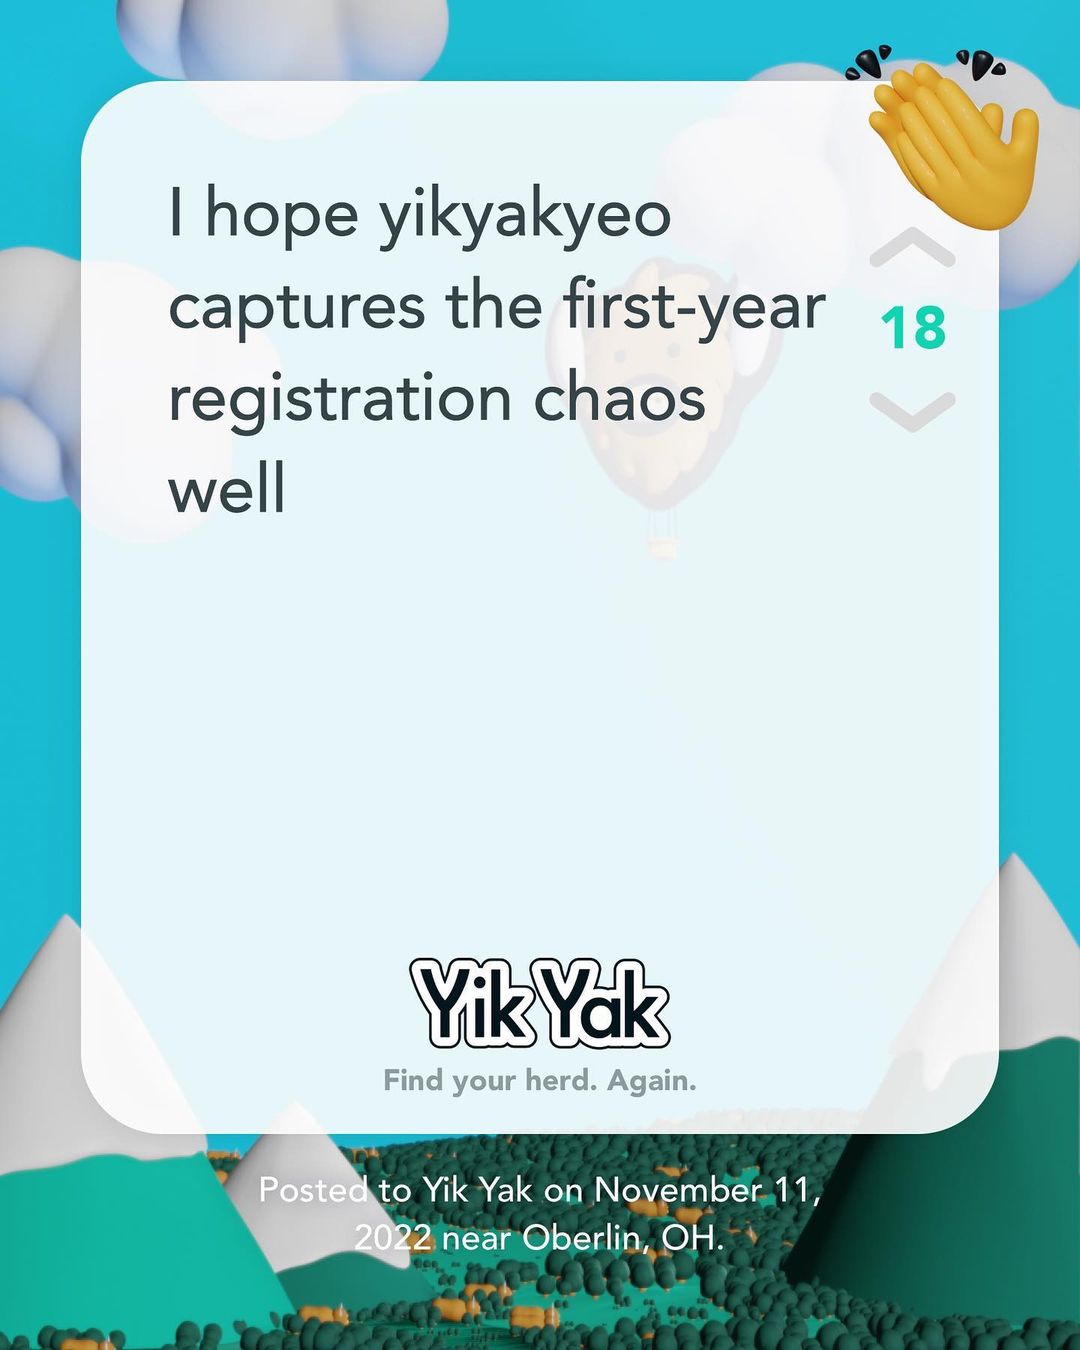 I hope yikyakyeo
captures the first-year
registration chaos
well
18
Yik Yak
Find your herd. Again.
Posted to Yik Yak on November 11,
2022 near Oberlin, OH.